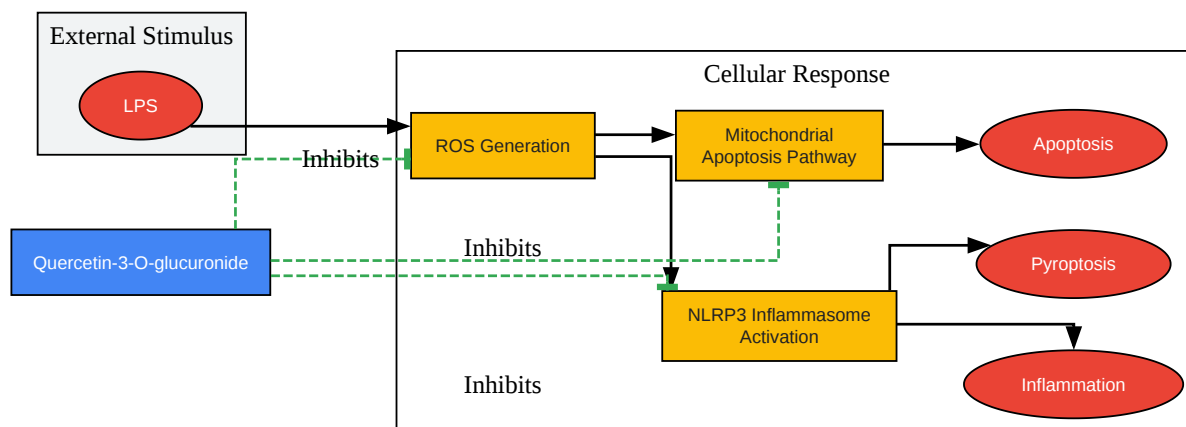 External Stimulus
LPS
Cellular Response
ROS Generation
Mitochondrial
Apoptosis Pathway
Apoptosis
Inhibits
Quercetin-3-O-glucuronide
Inhibits
Pyroptosis
NLRP3 Inflammasome
Activation
Inhibits
Inflammation